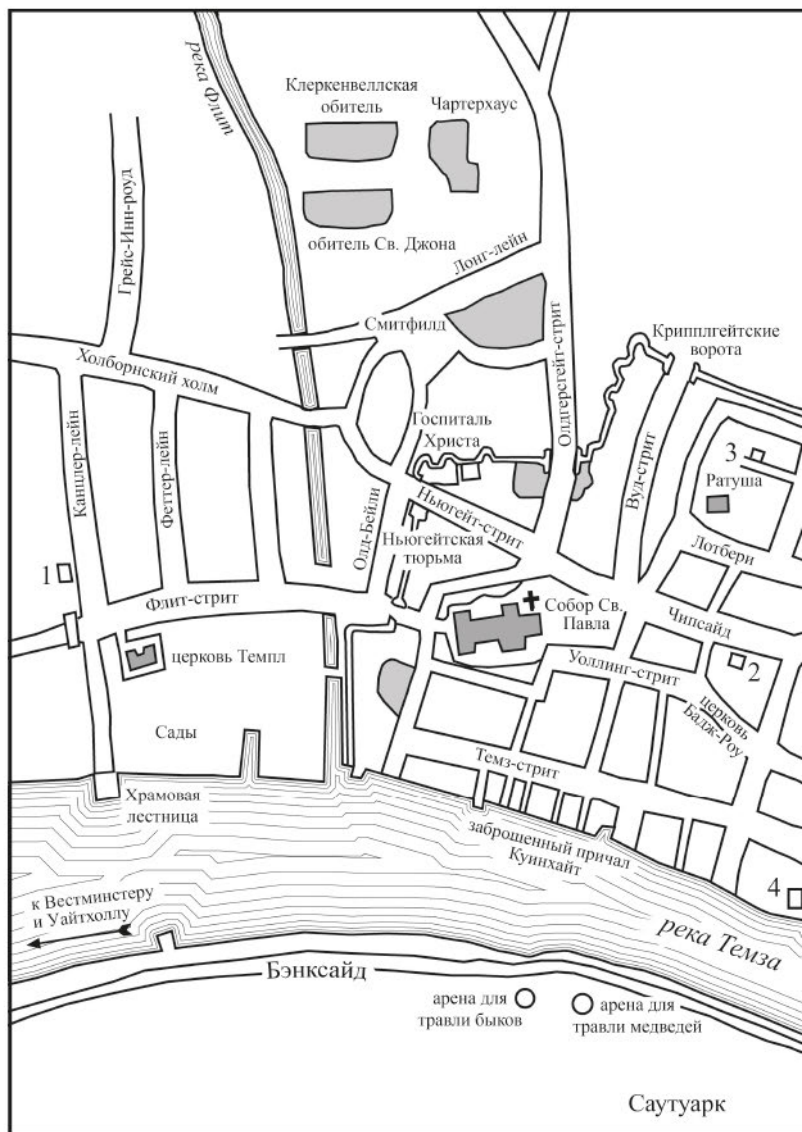 река Флит
Клеркенвеллская
обитель
Чартерхаус
Грейс-Инн-роуд
обитель Св. Джона
Лонг-лейн
Смитфилд
Крипплгейтские
ворота
Холборнский холм
Олдгерсгейт-стрит
Госпиталь
Христа
Канцлер-лейн
Феттер-лейн
Вуд-стрит
3
Ратуша
Ньюгейт-стрит
Олд-Бейли
Ньюгейтская
тюрьма
Лотбери
1
Флит-стрит
Собор Св.
Павла
Чипсайд
церковь Темпл
Уоллинг-стрит
2
церковь
Бадж-Роу
Сады
Темз-стрит
Храмовая
лестница
заброшенный причал
Куинхайт
4
к Вестминстеру
и Уайтхоллу
река Темза
Бэнксайд
арена для
травли быков
арена для
травли медведей
Саутуарк